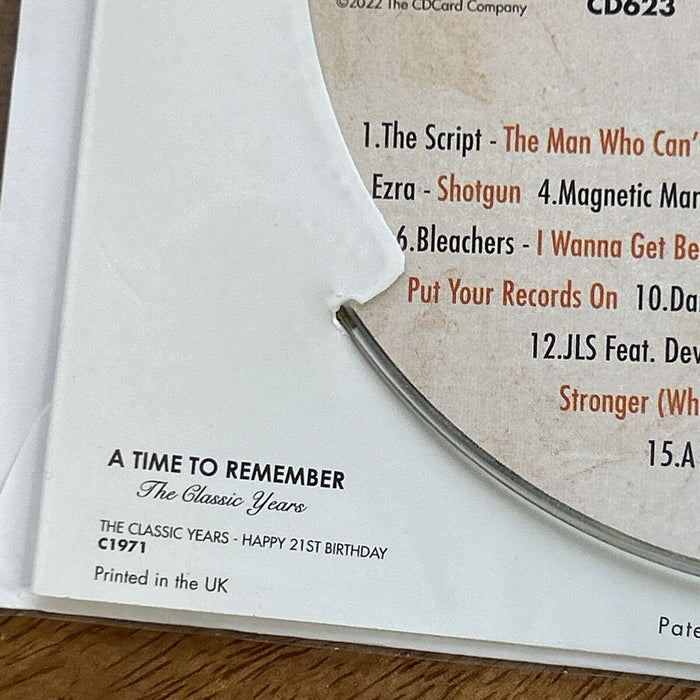 ©2022 The CDCard Company
CD623
1.The Script - The Man Who Can't
Ezra - Shotgun 4.Magnetic Man
6.Bleachers - I Wanna Get Be
Put Your Records On 10.Da
12.JLS Feat. Dev
Stronger (Wh
15.A
A TIME TO REMEMBER
The Classic Years
THE CLASSIC YEARS - HAPPY 21ST BIRTHDAY
C1971
Printed in the UK
Pate